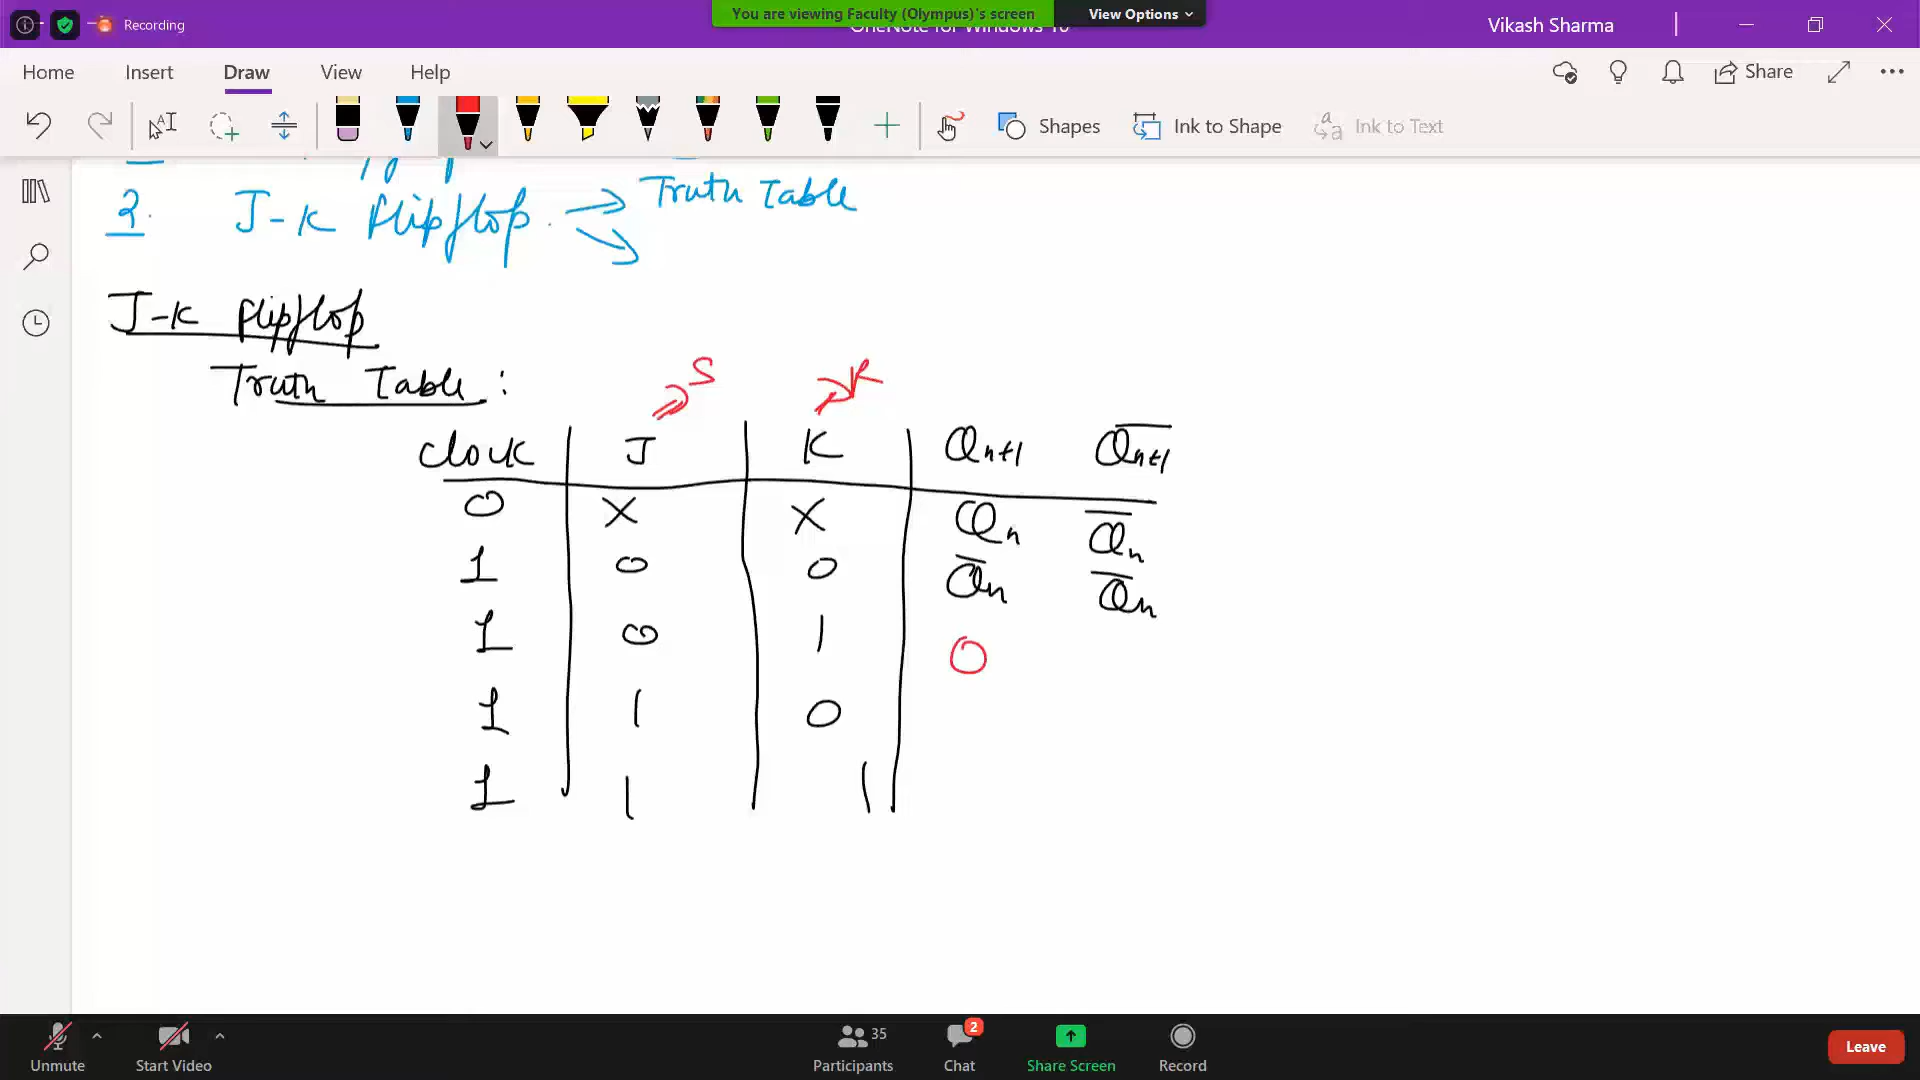 You are viewing Faculty (Olympus)'s screen View Options
Recording Vikash Sharma
Home Insert Draw View Help Share
Shapes Ink to Shape Ink to Text
2. J-K flipflop. Truth Table
J-K flipflop
Truth Table :
S R
Clock J K Qn+1 Q̅n+1
0 X X Qn Q̅n
1 0 0 Q̅n Q̅n
1 0 1 0
1 1 0
1 1 1
Unmute Start Video 35 Participants 2 Chat Share Screen Record Leave